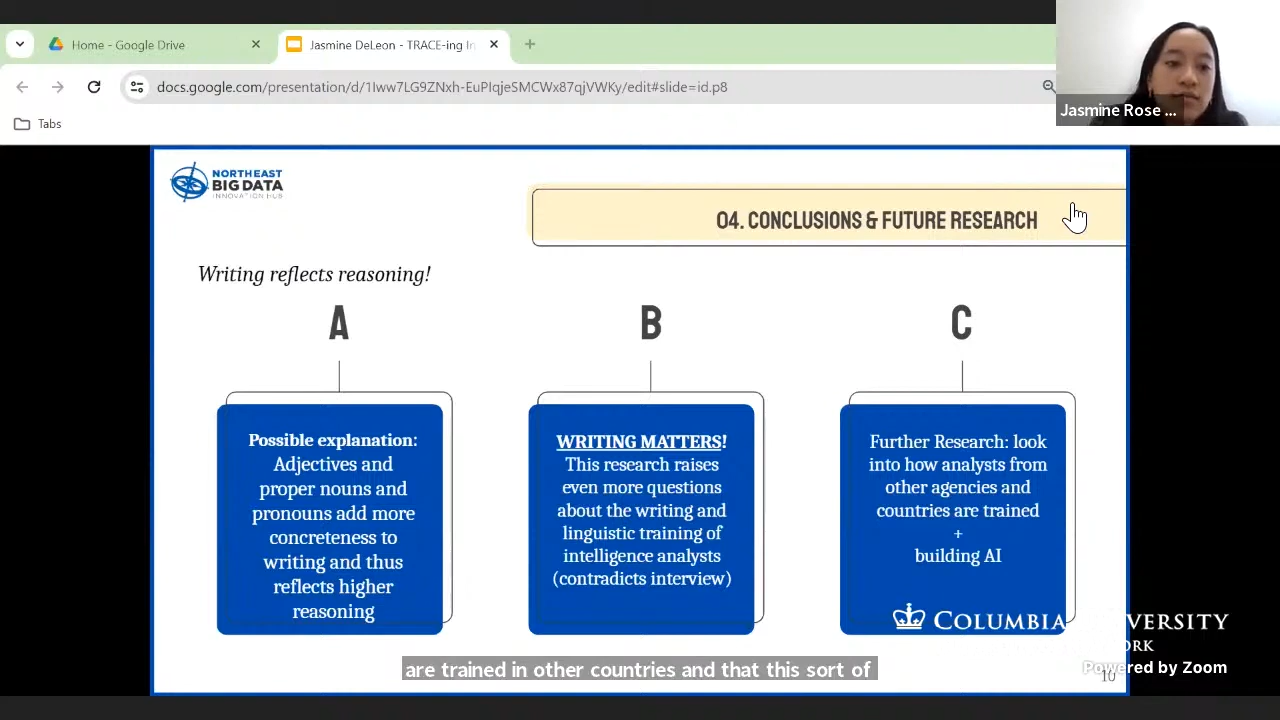 Home - Google Drive
Jasmine DeLeon - TRACE-ing In
docs.google.com/presentation/d/1Iww7LG9ZNxh-EuPIqjeSMCWx87qjVWKy/edit#slide=id.p8
Jasmine Rose ...
Tabs
NORTHEAST
BIG DATA
INNOVATION HUB
04. CONCLUSIONS & FUTURE RESEARCH
Writing reflects reasoning!
A
Possible explanation:
Adjectives and
proper nouns and
pronouns add more
concreteness to
writing and thus
reflects higher
reasoning
B
WRITING MATTERS!
This research raises
even more questions
about the writing and
linguistic training of
intelligence analysts
(contradicts interview)
C
Further Research: look
into how analysts from
other agencies and
countries are trained
+
building AI
COLUMBIA UNIVERSITY
are trained in other countries and that this sort of
Powered by Zoom
10